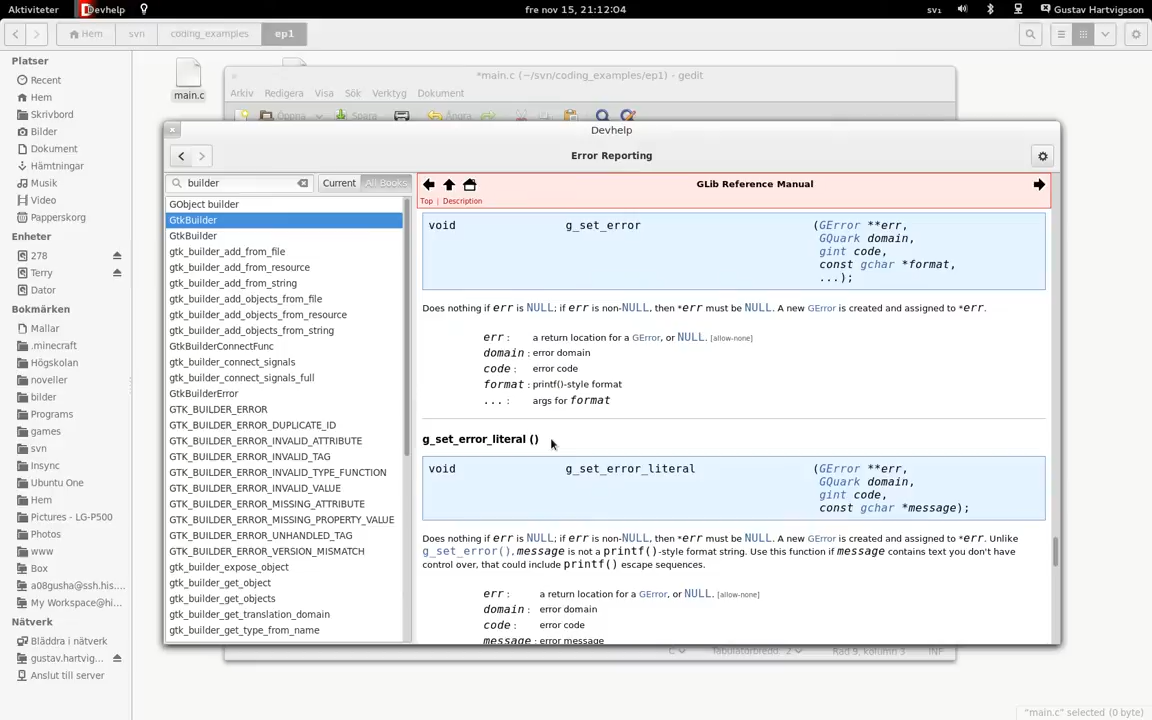 Aktiviteter
Devhelp
fre nov 15, 21:12:04
sv₁
Gustav Hartvigsson
Hem
svn
coding_examples
ep1
Platser
Recent
Hem
Skrivbord
Bilder
Dokument
Hämtningar
Musik
Video
Papperskorg
Enheter
278
Terry
Dator
Bokmärken
Mallar
.minecraft
Högskolan
noveller
bilder
Programs
games
svn
Insync
Ubuntu One
Hem
Pictures - LG-P500
Photos
www
Box
a08gusha@ssh.his....
My Workspace@hi...
Nätverk
Bläddra i nätverk
gustav.hartvig...
Anslut till server
main.c
*main.c (~/svn/coding_examples/ep1) - gedit
Arkiv Redigera Visa Sök Verktyg Dokument
Öppna Spara Ångra
Devhelp
Error Reporting
builder
Current All Books
GObject builder
GtkBuilder
GtkBuilder
gtk_builder_add_from_file
gtk_builder_add_from_resource
gtk_builder_add_from_string
gtk_builder_add_objects_from_file
gtk_builder_add_objects_from_resource
gtk_builder_add_objects_from_string
GtkBuilderConnectFunc
gtk_builder_connect_signals
gtk_builder_connect_signals_full
GtkBuilderError
GTK_BUILDER_ERROR
GTK_BUILDER_ERROR_DUPLICATE_ID
GTK_BUILDER_ERROR_INVALID_ATTRIBUTE
GTK_BUILDER_ERROR_INVALID_TAG
GTK_BUILDER_ERROR_INVALID_TYPE_FUNCTION
GTK_BUILDER_ERROR_INVALID_VALUE
GTK_BUILDER_ERROR_MISSING_ATTRIBUTE
GTK_BUILDER_ERROR_MISSING_PROPERTY_VALUE
GTK_BUILDER_ERROR_UNHANDLED_TAG
GTK_BUILDER_ERROR_VERSION_MISMATCH
gtk_builder_expose_object
gtk_builder_get_object
gtk_builder_get_objects
gtk_builder_get_translation_domain
gtk_builder_get_type_from_name
GLib Reference Manual
Top | Description
void g_set_error (GError **err,
GQuark domain,
gint code,
const gchar *format,
...);
Does nothing if err is NULL; if err is non-NULL, then *err must be NULL. A new GError is created and assigned to *err.
err : a return location for a GError, or NULL. [allow-none]
domain : error domain
code : error code
format : printf()-style format
... : args for format
g_set_error_literal ()
void g_set_error_literal (GError **err,
GQuark domain,
gint code,
const gchar *message);
Does nothing if err is NULL; if err is non-NULL, then *err must be NULL. A new GError is created and assigned to *err. Unlike
g_set_error(), message is not a printf()-style format string. Use this function if message contains text you don't have
control over, that could include printf() escape sequences.
err : a return location for a GError, or NULL. [allow-none]
domain : error domain
code : error code
message : error message
C Tabulatorbredd: 2 Rad 9, kolumn 3 INF
"main.c" selected (0 byte)